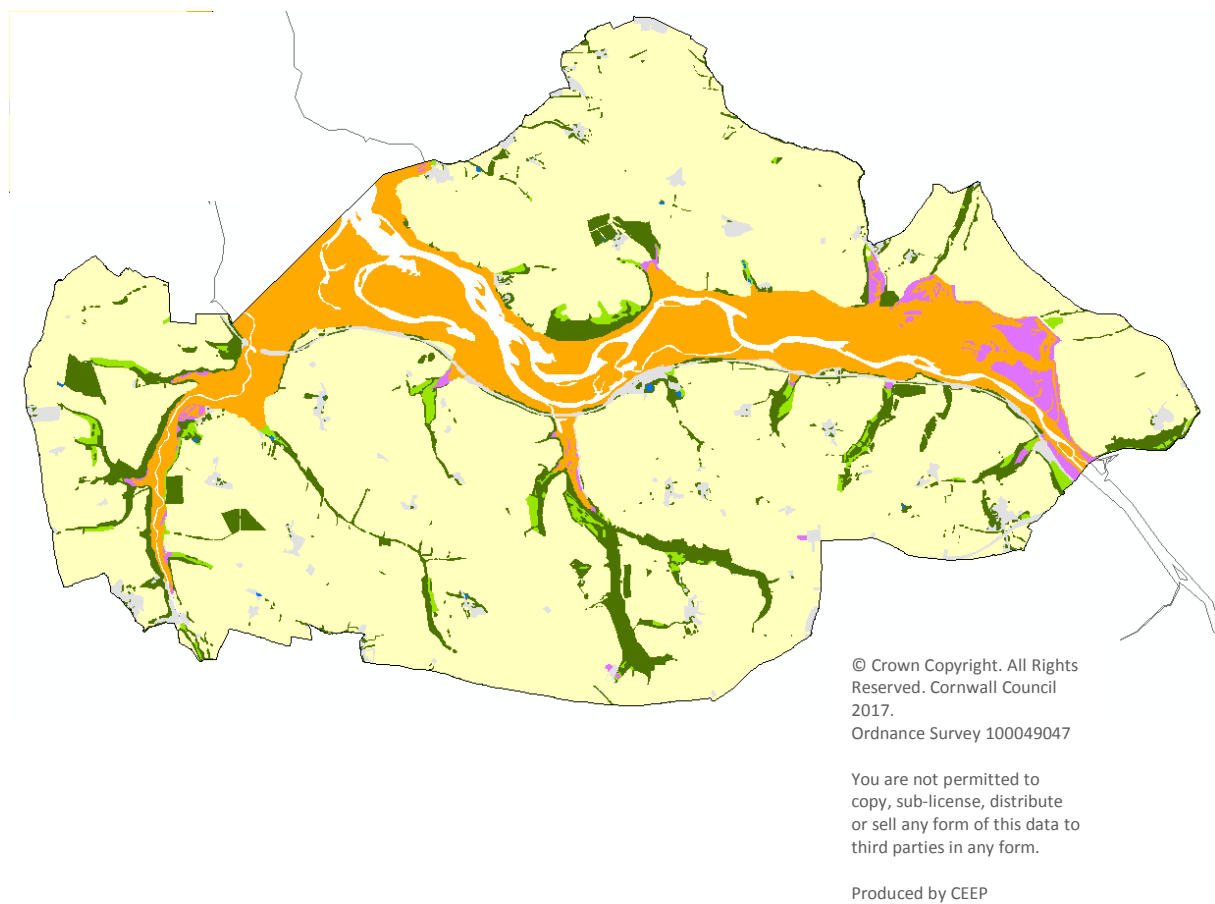 © Crown Copyright. All Rights
Reserved. Cornwall Council
2017.
Ordnance Survey 100049047
You are not permitted to
copy, sub-license, distribute
or sell any form of this data to
third parties in any form.
Produced by CEEP